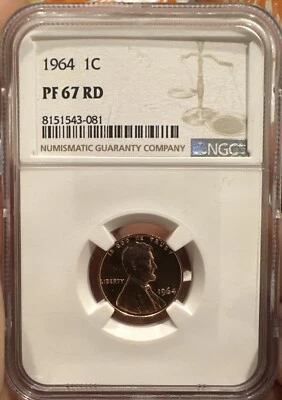 1964 1C
PF 67 RD
8151543-081
NUMISMATIC GUARANTY COMPANY
NGC
IN GOD WE TRUST
LIBERTY
1964